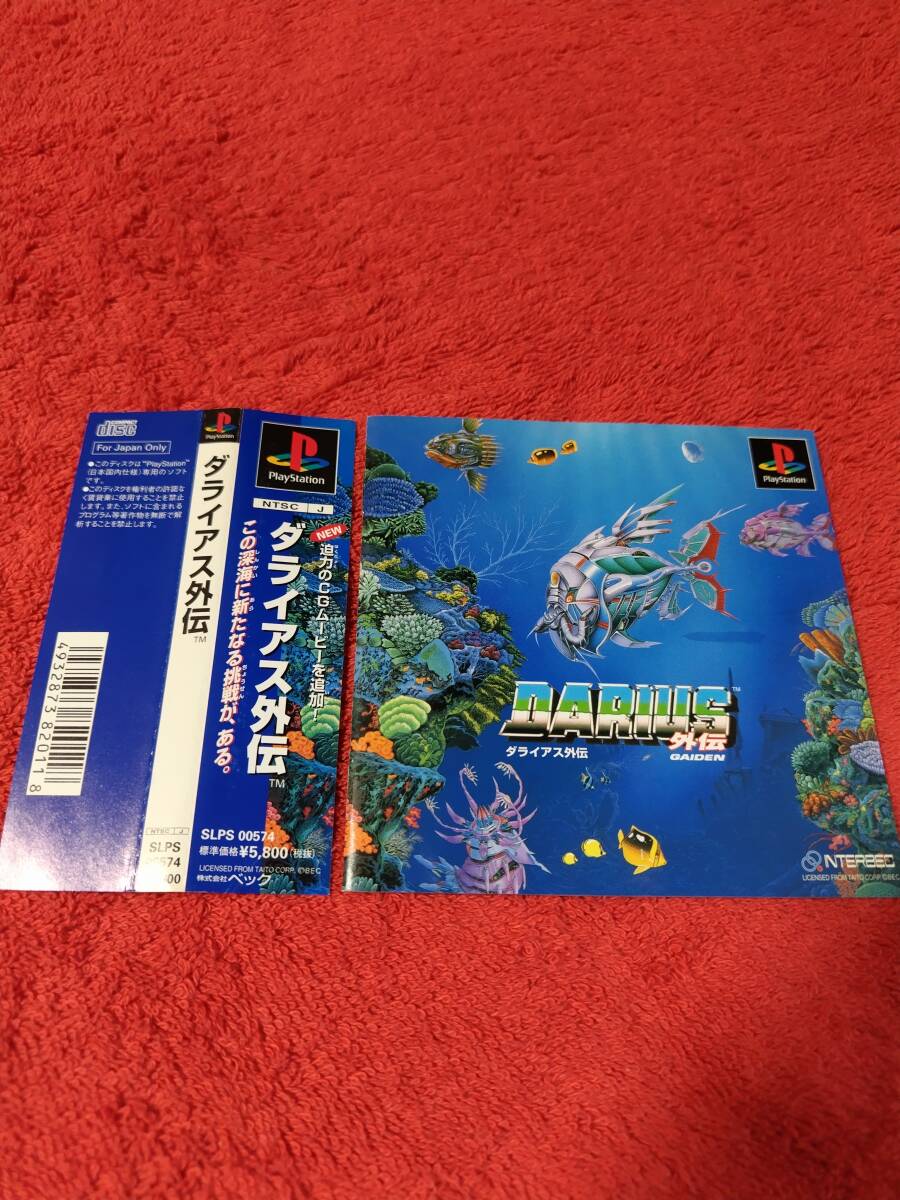 COMPACT
disc
For Japan Only
●このディスクは"PlayStation"
(日本国内仕様)専用のソフト
です。
●このディスクを権利者の許諾な
く賃貸業に使用することを禁止
します。また、ソフトに含まれる
プログラム等著作物を無断で解
析することを禁止します。
4932873 820118
PlayStation
ダライアス外伝
TM
NTSC J
SLPS
00574
PlayStation
NTSC J
NEW
迫力のCGムービーを追加!
ダライアス外伝
TM
この深海に新たなる挑戦が、ある。
SLPS 00574
標準価格¥5,800(税抜)
LICENSED FROM TAITO CORP. ©BEC
株式会社ベック
PlayStation
DARIUS
TM
外伝
GAIDEN
ダライアス外伝
INTERBEC
LICENSED FROM TAITO CORP. ©BEC